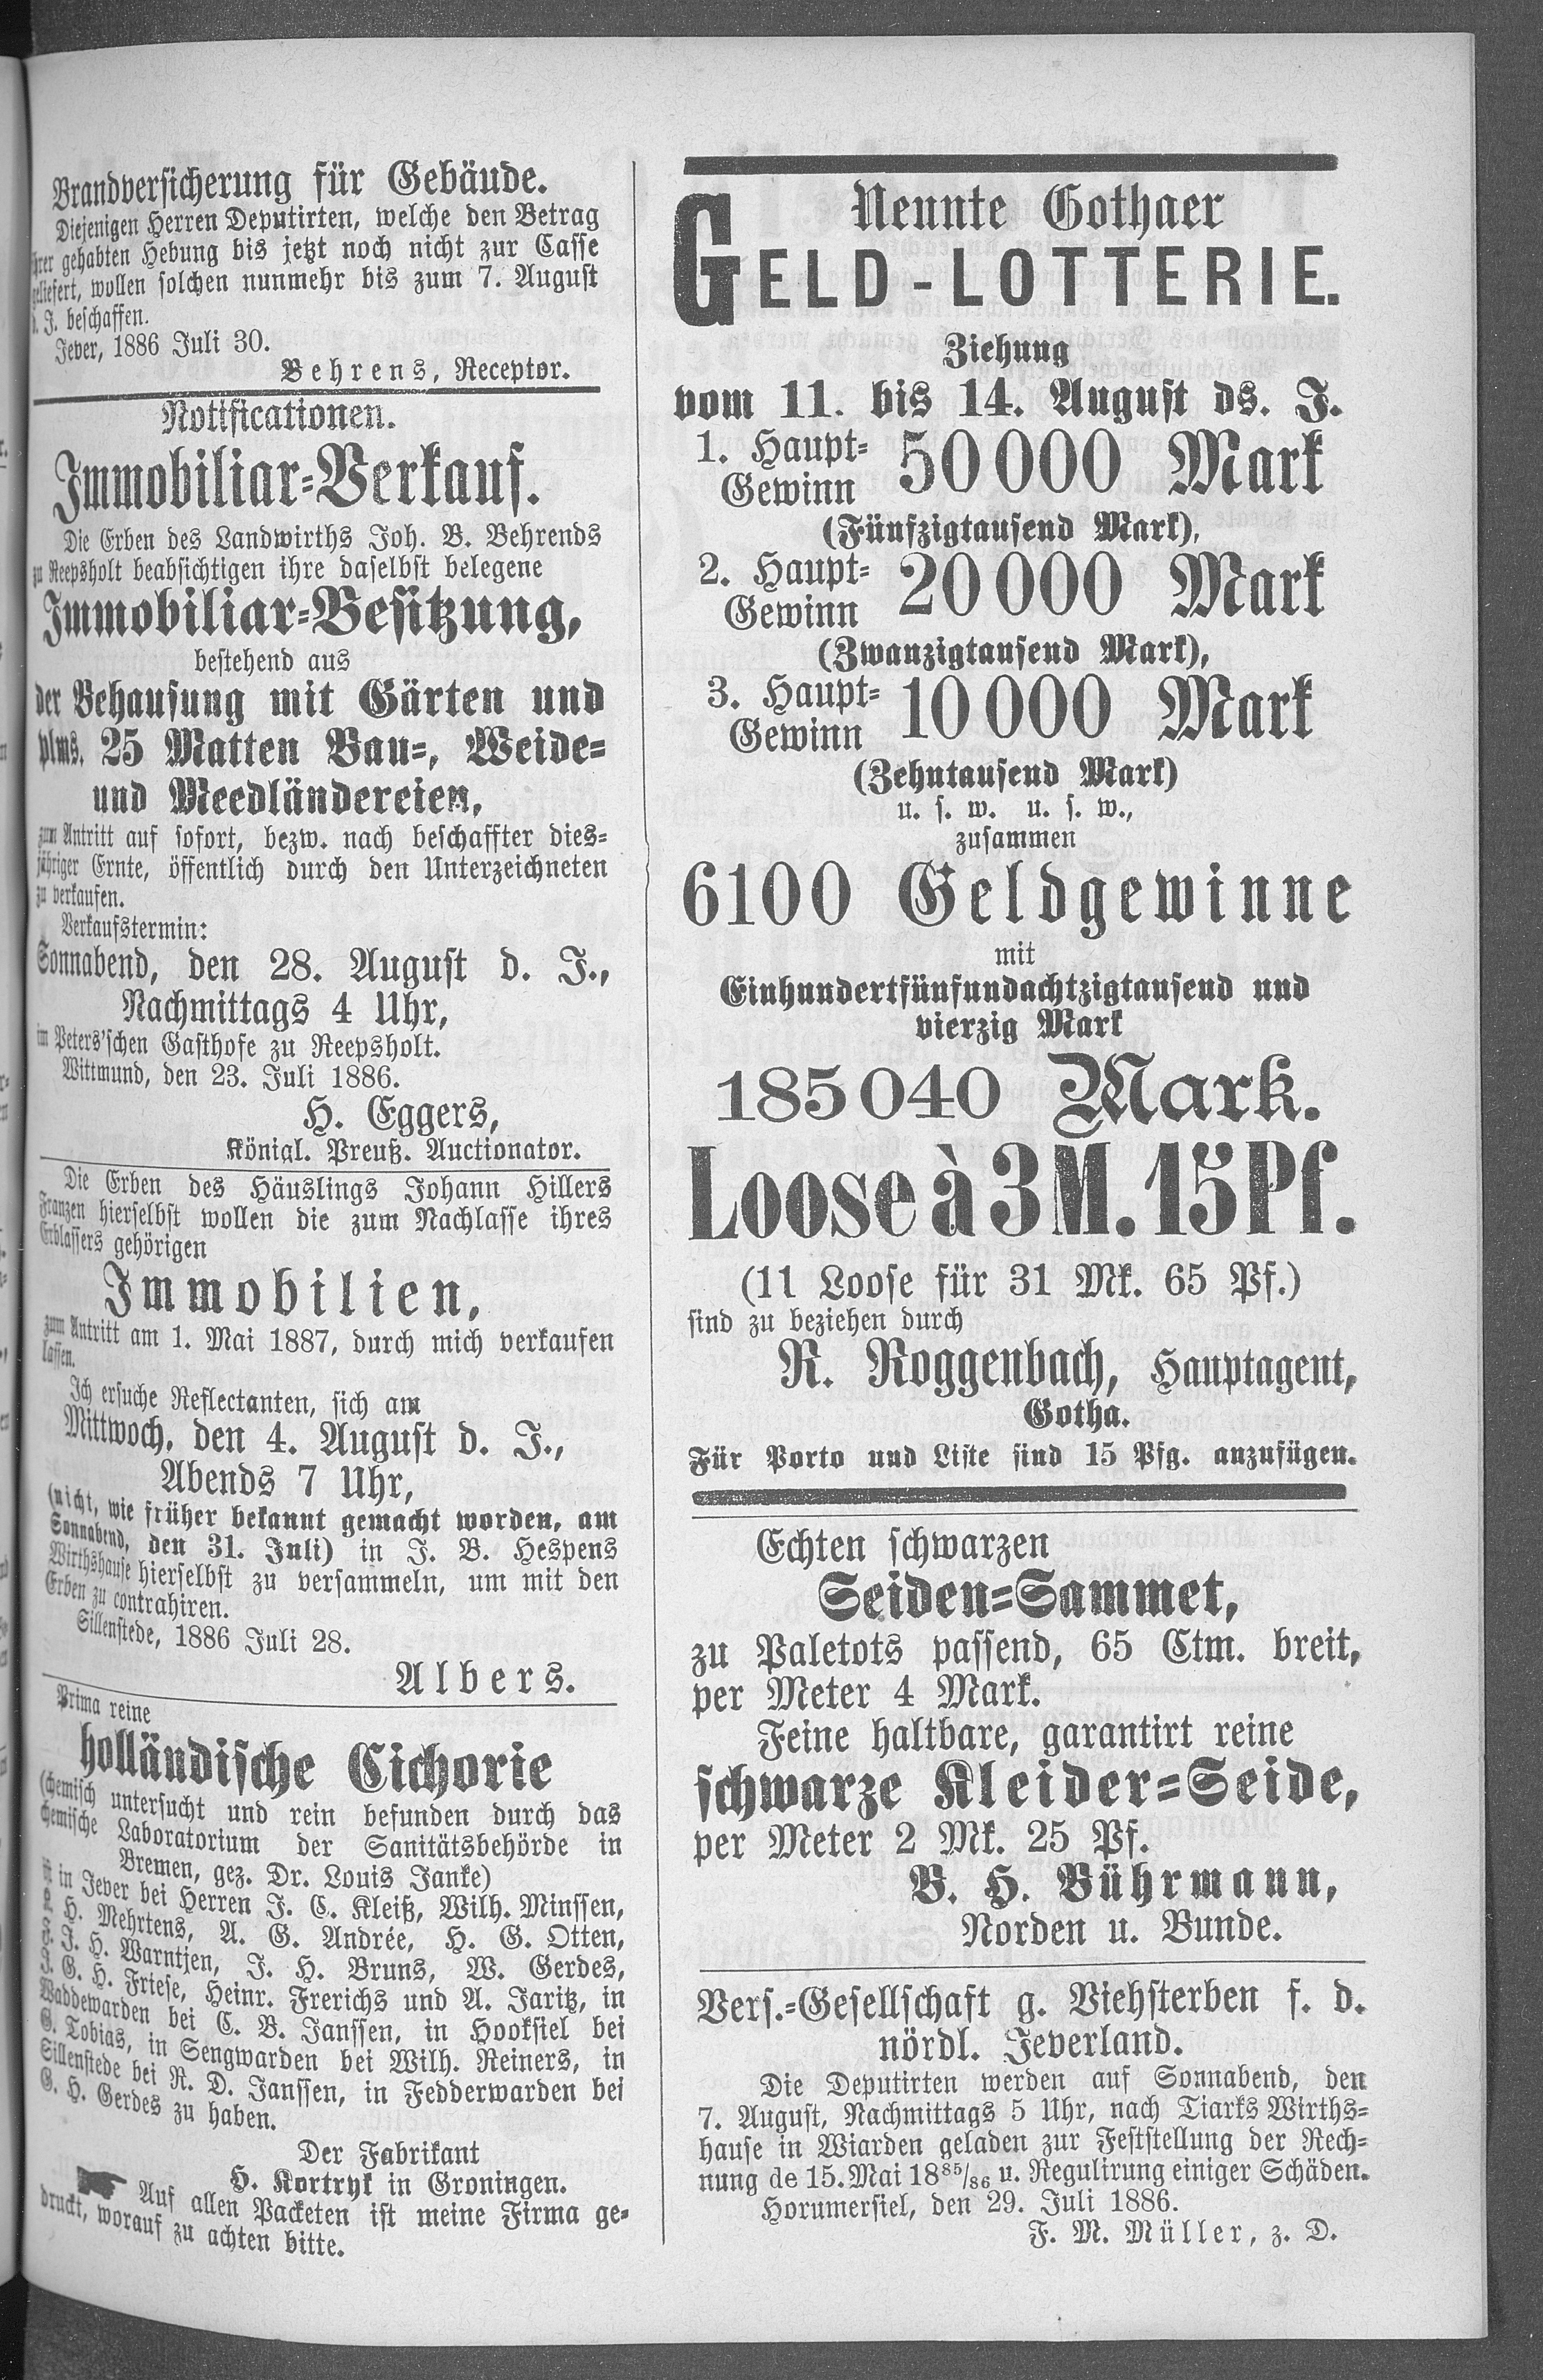 Brandversicherung für Gebäude.
Diejenigen Herren Deputirten, welche den Betrag
ihrer gehabten Hebung bis jetzt noch nicht zur Casse
geliefert, wollen solchen nunmehr bis zum 7. August
d. J. beschaffen.
Jever, 1886 Juli 30.
Behrens, Receptor.
Notificationen.
Immobiliar-Verkauf.
Die Erben des Landwirths Joh. B. Behrends
zu Reepsholt beabsichtigen ihre daselbst belegene
Immobiliar-Besitzung,
bestehend aus
der Behausung mit Gärten und
plms. 25 Matten Bau-, Weide-
und Meedländereien,
zum Antritt auf sofort, bezw. nach beschaffter dies-
jähriger Ernte, öffentlich durch den Unterzeichneten
zu verkaufen.
Verkaufstermin:
Sonnabend, den 28. August d. J.,
Nachmittags 4 Uhr,
im Peters'schen Gasthofe zu Reepsholt.
Wittmund, den 23. Juli 1886.
H. Eggers,
Königl. Preuß. Auctionator.
Die Erben des Häuslings Johann Hillers
Franzen hierselbst wollen die zum Nachlasse ihres
Erblassers gehörigen
Immobilien,
zum Antritt am 1. Mai 1887, durch mich verkaufen
lassen.
Ich ersuche Reflectanten, sich am
Mittwoch, den 4. August d. J.,
Abends 7 Uhr,
(nicht, wie früher bekannt gemacht worden, am
Sonnabend, den 31. Juli) in J. B. Hespens
Wirthshause hierselbst zu versammeln, um mit den
Erben zu contrahiren.
Sillenstede, 1886 Juli 28.
Albers.
Prima reine
holländische Cichorie
(chemisch untersucht und rein befunden durch das
chemische Laboratorium der Sanitätsbehörde in
Bremen, gez. Dr. Louis Janke)
in Jever bei Herren J. C. Kleiß, Wilh. Minssen,
H. Mehrtens, A. G. Andrée, H. G. Otten,
J. H. Warntjen, J. H. Bruns, W. Gerdes,
J. G. H. Friese, Heinr. Frerichs und A. Jaritz, in
Waddewarden bei C. B. Janssen, in Hooksiel bei
G. Tobias, in Sengwarden bei Wilh. Reiners, in
Sillenstede bei R. D. Janssen, in Fedderwarden bei
G. H. Gerdes zu haben.
Der Fabrikant
H. Kortryk in Groningen.
Auf allen Packeten ist meine Firma ge-
druckt, worauf zu achten bitte.
Neunte Gothaer
GELD-LOTTERIE.
Ziehung
vom 11. bis 14. August ds. J.
1. Haupt-Gewinn 50 000 Mark
(Fünfzigtausend Mark),
2. Haupt-Gewinn 20 000 Mark
(Zwanzigtausend Mark),
3. Haupt-Gewinn 10 000 Mark
(Zehntausend Mark)
u. s. w. u. s. w.,
zusammen
6100 Geldgewinne
mit
Einhundertfünfundachtzigtausend und
vierzig Mark
185 040 Mark.
Loose à 3 M. 15 Pf.
(11 Loose für 31 Mk. 65 Pf.)
sind zu beziehen durch
R. Roggenbach, Hauptagent,
Gotha.
Für Porto und Liste sind 15 Pfg. anzufügen.
Echten schwarzen
Seiden-Sammet,
zu Paletots passend, 65 Ctm. breit,
per Meter 4 Mark.
Feine haltbare, garantirt reine
schwarze Kleider-Seide,
per Meter 2 Mk. 25 Pf.
B. H. Bührmann,
Norden u. Bunde.
Vers.-Gesellschaft g. Viehsterben f. d.
nördl. Jeverland.
Die Deputirten werden auf Sonnabend, den
7. August, Nachmittags 5 Uhr, nach Tiarks Wirths-
hause in Wiarden geladen zur Feststellung der Rech-
nung de 15. Mai 1885/86 u. Regulirung einiger Schäden.
Horumersiel, den 29. Juli 1886.
F. M. Müller, z. D.